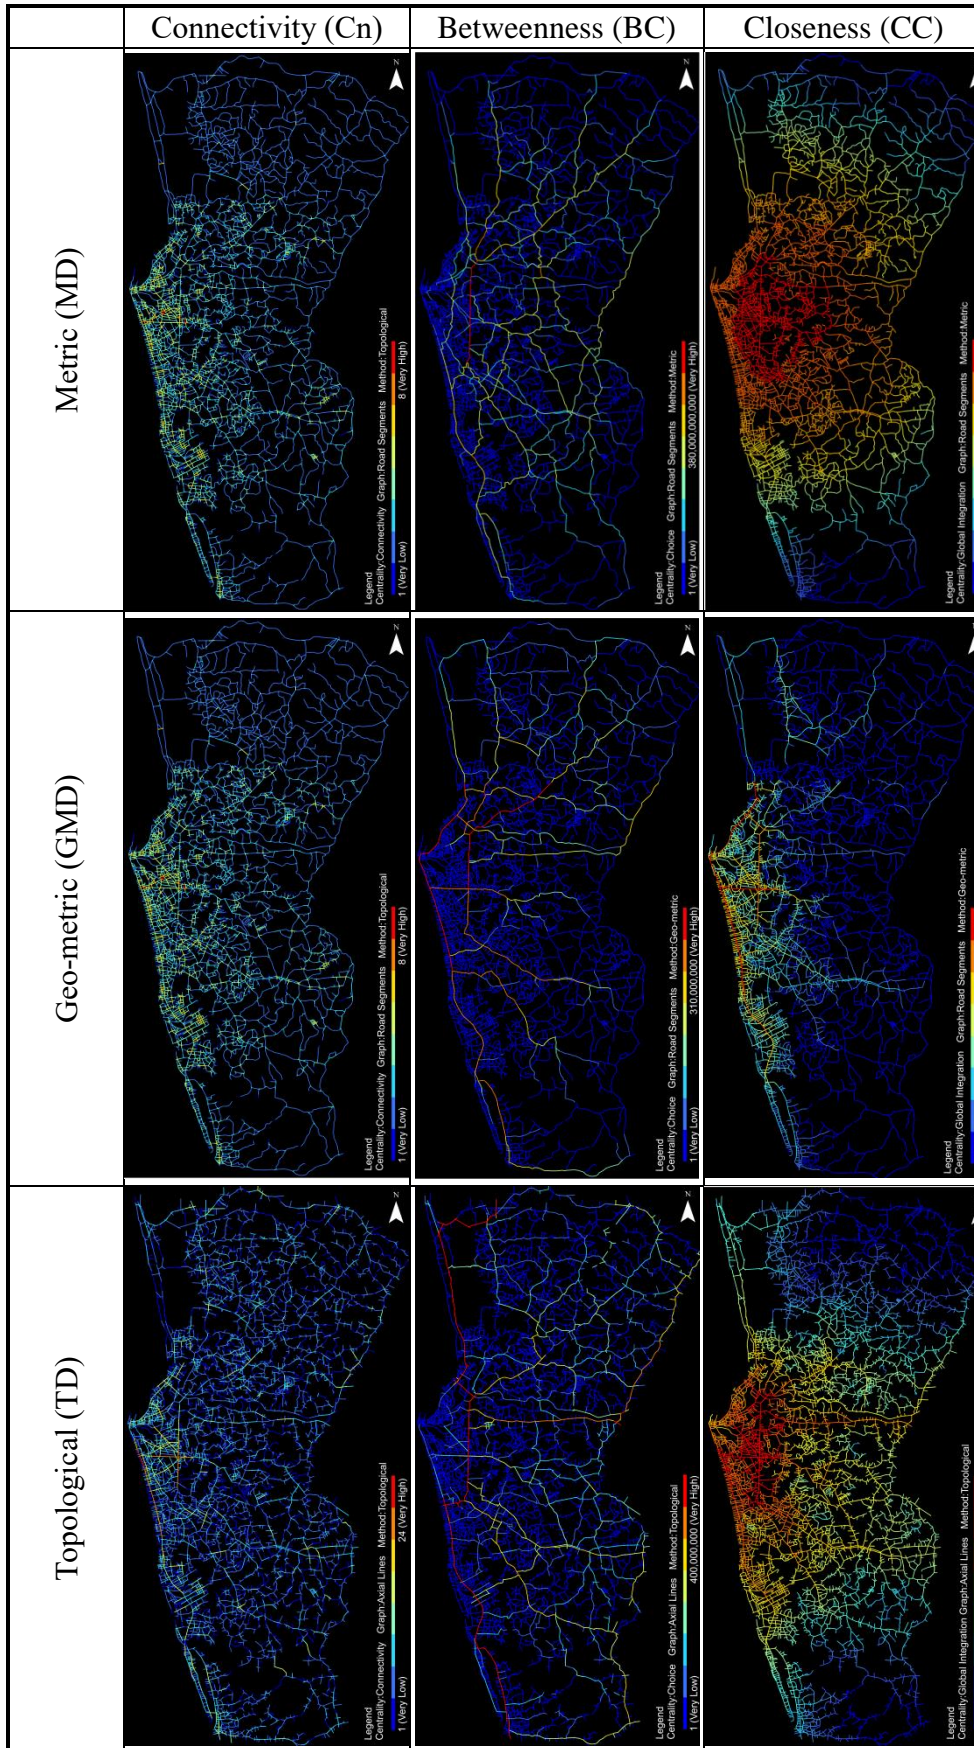 Connectivity (Cn)
Betweenness (BC)
Closeness (CC)
Metric (MD)
N
Legend
Centrality:Connectivity Graph:Road Segments Method:Topological
1 (Very Low) 8 (Very High)
N
Legend
Centrality:Choice Graph:Road Segments Method:Metric
1 (Very Low) 380.000.000.000 (Very High)
N
Legend
Centrality:Global Integration Graph:Road Segments Method:Metric
Geo-metric (GMD)
N
Legend
Centrality:Connectivity Graph:Road Segments Method:Topological
1 (Very Low) 8 (Very High)
N
Legend
Centrality:Choice Graph:Road Segments Method:Geo-metric
1 (Very Low) 310.000.000 (Very High)
N
Legend
Centrality:Global Integration Graph:Road Segments Method:Geo-metric
Topological (TD)
N
Legend
Centrality:Connectivity Graph:Axial Lines Method:Topological
1 (Very Low) 24 (Very High)
N
Legend
Centrality:Choice Graph:Axial Lines Method:Topological
1 (Very Low) 400.000.000 (Very High)
Legend
Centrality:Global Integration Graph:Axial Lines Method:Topological